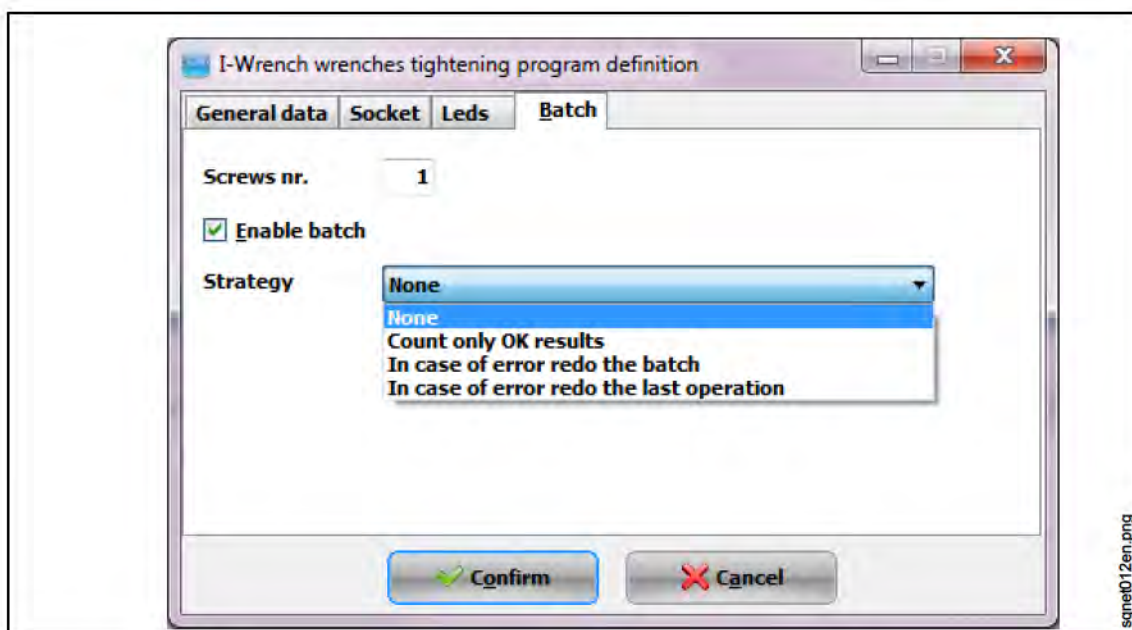 I-Wrench wrenches tightening program definition
General data Socket Leds Batch
Screws nr. 1
Enable batch
Strategy None
None
Count only OK results
In case of error redo the batch
In case of error redo the last operation
Confirm Cancel
sqnet012en.png